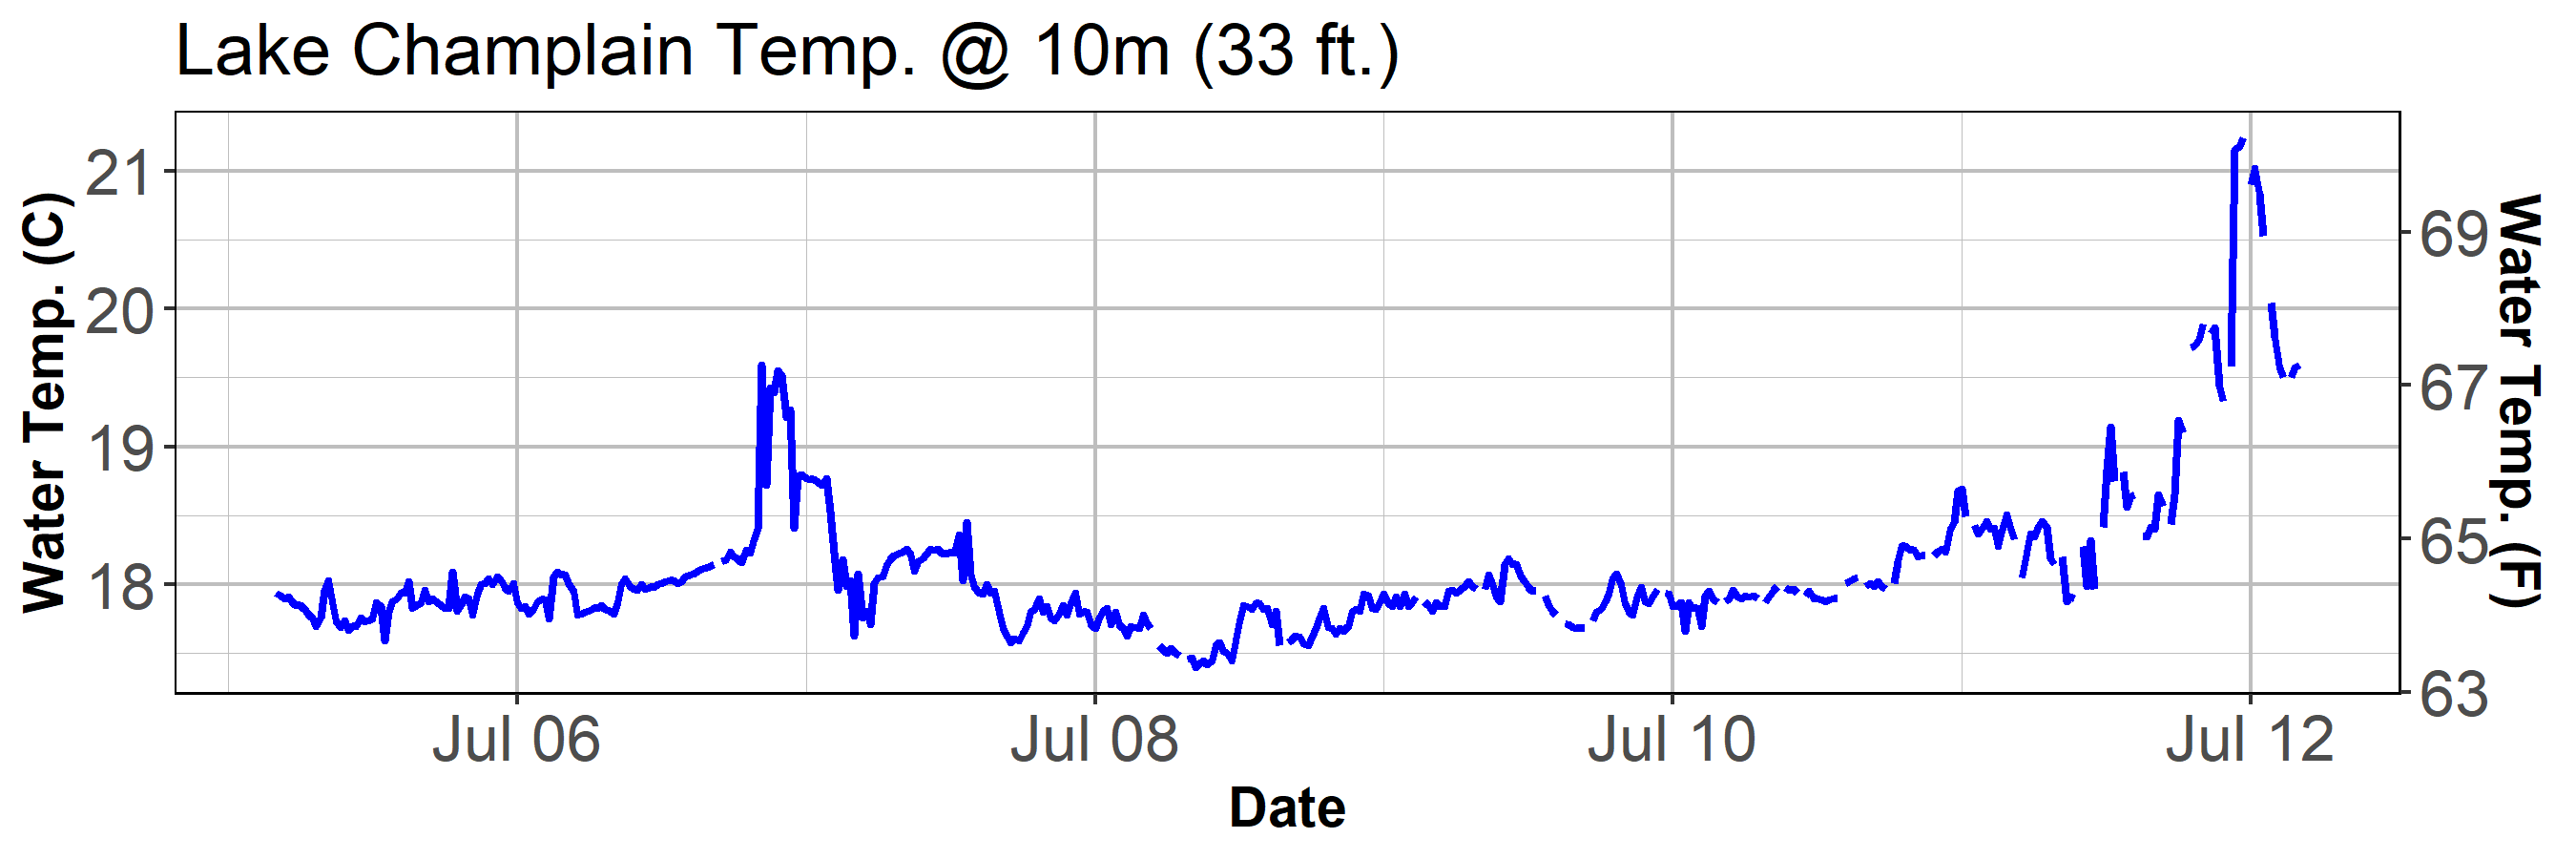 Lake Champlain Temp. @ 10m (33 ft.)
Water Temp. (C)
21
20
19
18
69
67
65
63
Water Temp. (F)
Jul 06
Jul 08
Jul 10
Jul 12
Date